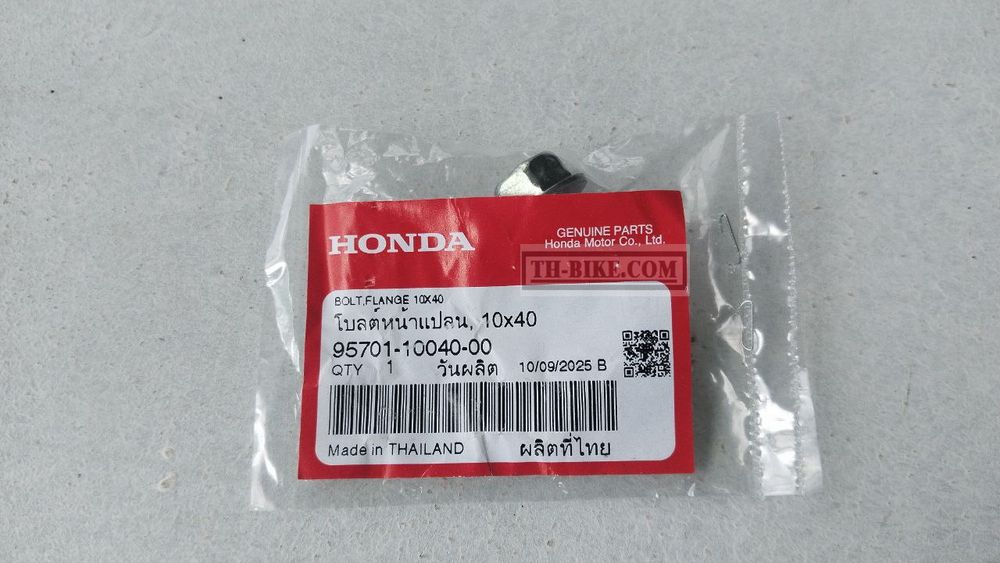 HONDA
GENUINE PARTS
Honda Motor Co., Ltd.
TH-BIKE.COM
BOLT,FLANGE 10X40
โบลต์หน้าแปลน, 10x40
95701-10040-00
QTY 1 วันผลิต 10/09/2025 B
Made in THAILAND ผลิตที่ไทย